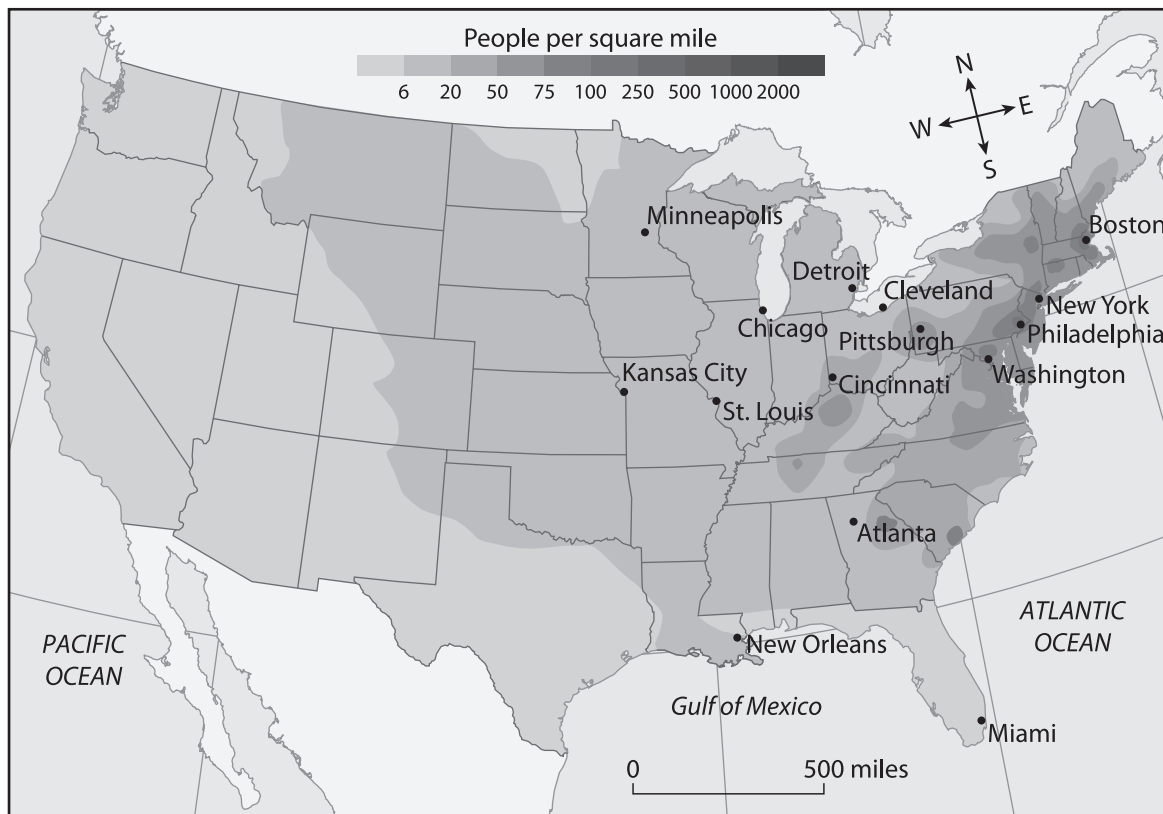 People per square mile
6 20 50 75 100 250 500 1000 2000
N
W E
S
Minneapolis
Boston
Detroit
Cleveland
New York
Chicago
Pittsburgh
Philadelphia
Washington
Kansas City
Cincinnati
St. Louis
Atlanta
PACIFIC
OCEAN
ATLANTIC
OCEAN
New Orleans
Gulf of Mexico
Miami
0 500 miles